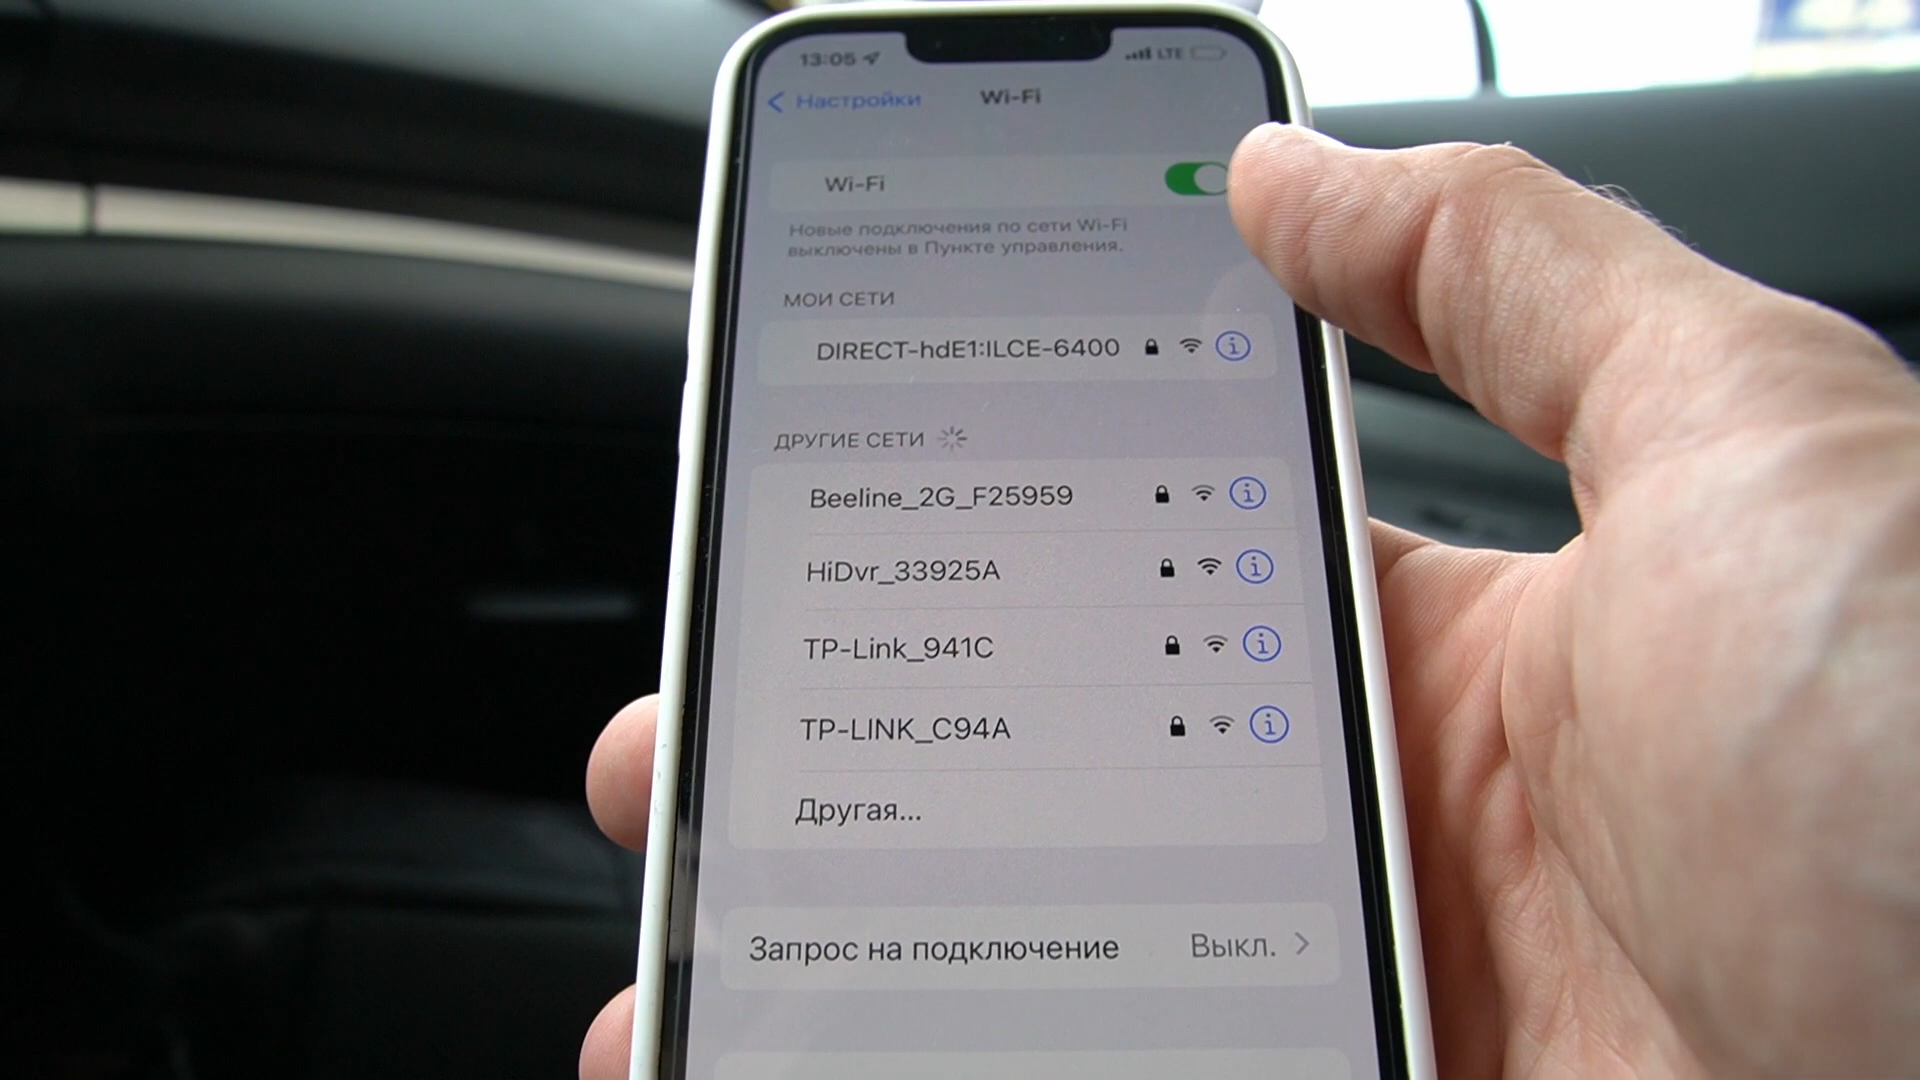 13:05 LTE
Настройки Wi-Fi
Wi-Fi
Новые подключения по сети Wi-Fi
выключены в Пункте управления.
МОИ СЕТИ
DIRECT-hdE1:ILCE-6400
ДРУГИЕ СЕТИ
Beeline_2G_F25959
HiDvr_33925A
TP-Link_941C
TP-LINK_C94A
Другая...
Запрос на подключение Выкл.